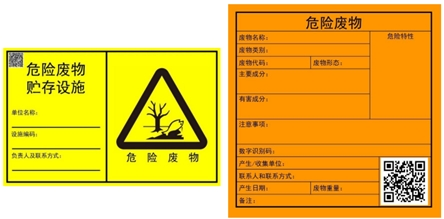 危险废物
贮存设施
单位名称：
设施编码：
负责人及联系方式：
危 险 废 物
危险废物
废物名称：
危险特性
废物类别：
废物代码：
废物形态：
主要成分：
有害成分：
注意事项：
数字识别码：
产生/收集单位：
联系人和联系方式：
产生日期：
废物重量：
备注：